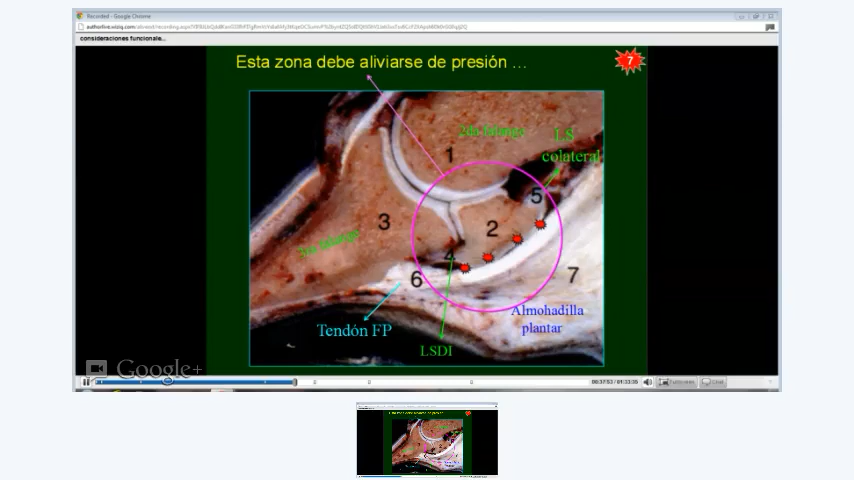 Recorded - Google Chrome
consideraciones funcionale...
Esta zona debe aliviarse de presión ...
7
2da falange
LS
colateral
1
5
3
2
3ra falange
4
6
7
Almohadilla
plantar
Tendón FP
LSDI
Google+
Chat